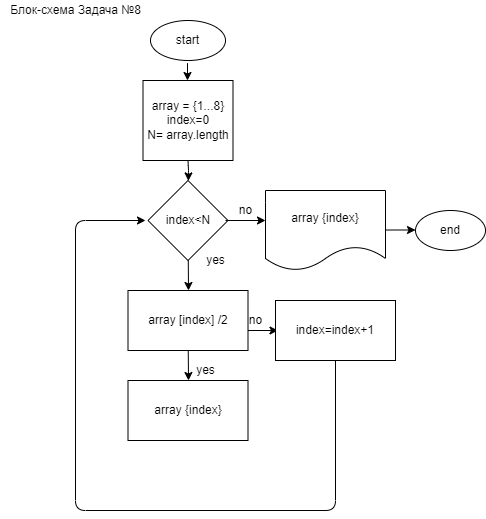 Блок-схема Задача №8
start
array = {1...8}
index=0
N= array.length
index<N
no
array {index}
end
yes
array [index] /2
no
index=index+1
yes
array {index}